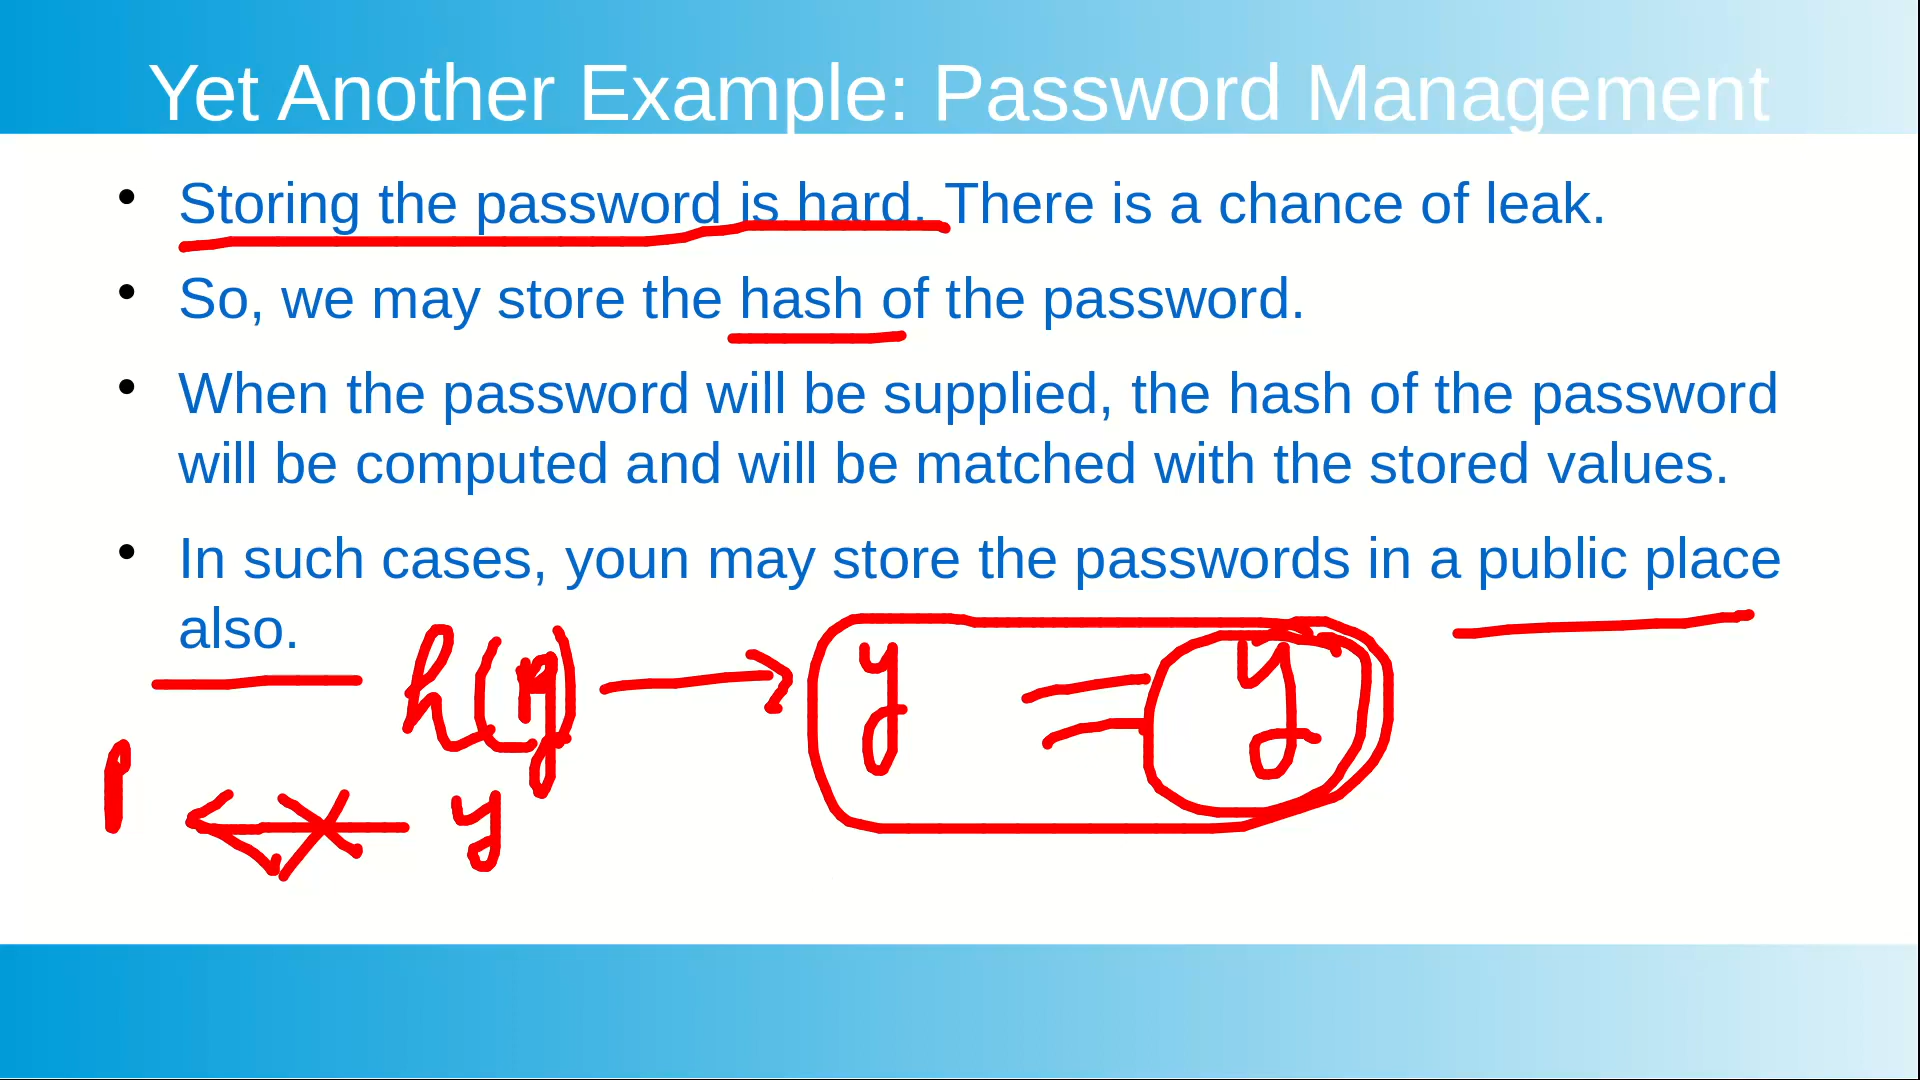 Yet Another Example: Password Management
• Storing the password is hard. There is a chance of leak.
• So, we may store the hash of the password.
• When the password will be supplied, the hash of the password
will be computed and will be matched with the stored values.
• In such cases, youn may store the passwords in a public place
also.
y = y
p y